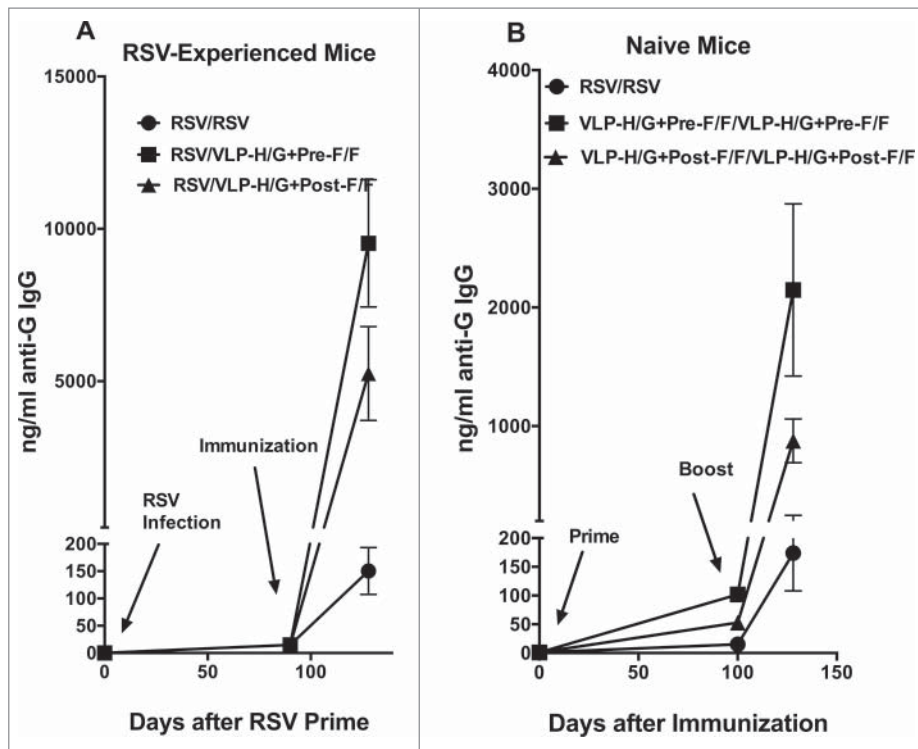 A
RSV-Experienced Mice
15000
10000
5000
200
150
100
50
0
0
50
100
RSV/RSV
RSV/VLP-H/G+Pre-F/F
RSV/VLP-H/G+Post-F/F
Immunization
RSV
Infection
ng/ml anti-G IgG
Days after RSV Prime
B
Naive Mice
4000
3000
2000
1000
200
150
100
50
0
0
50
100
150
RSV/RSV
VLP-H/G+Pre-F/F/VLP-H/G+Pre-F/F
VLP-H/G+Post-F/F/VLP-H/G+Post-F/F
Boost
Prime
ng/ml anti-G IgG
Days after Immunization